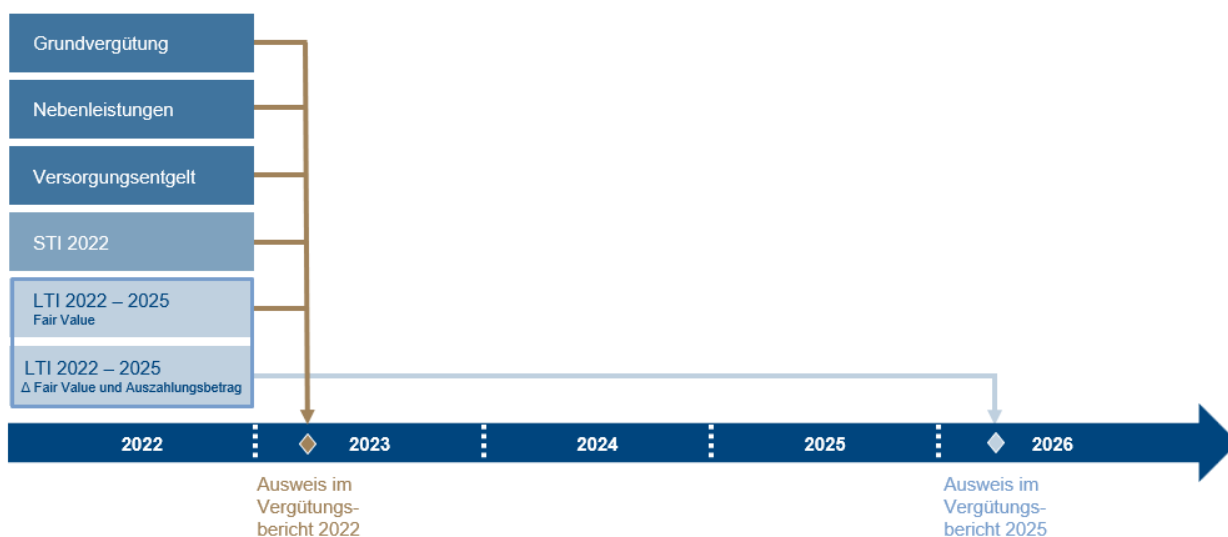 Grundvergütung
Nebenleistungen
Versorgungsentgelt
STI 2022
LTI 2022 – 2025
Fair Value
LTI 2022 – 2025
Δ Fair Value und Auszahlungsbetrag
2022
2023
2024
2025
2026
Ausweis im
Vergütungs-
bericht 2022
Ausweis im
Vergütungs-
bericht 2025